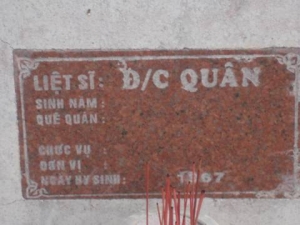 LIỆT SĨ: Đ/C QUÂN
SINH NĂM:
QUÊ QUÁN:
CHỨC VỤ:
ĐƠN VỊ:
NGÀY HY SINH: 1967